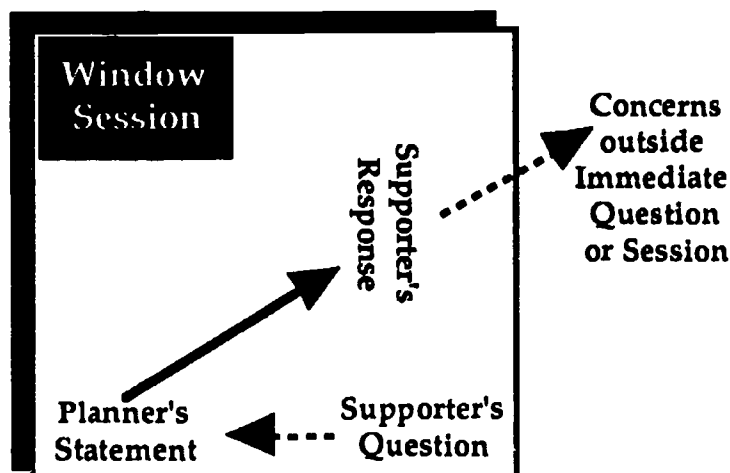 Window
Session
Concerns
outside
Immediate
Question
or Session
Supporter's
Response
Planner's
Statement
Supporter's
Question